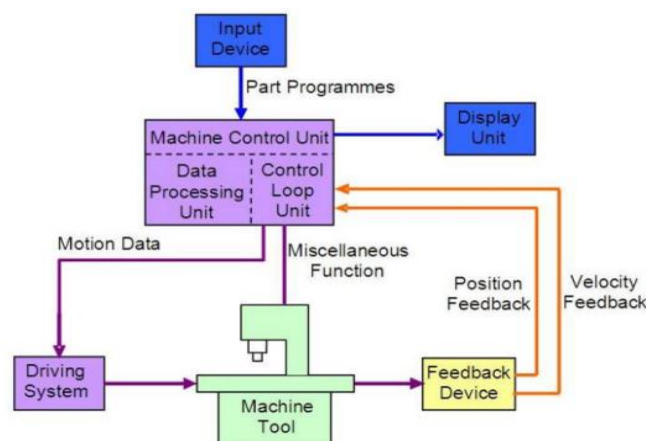 Input
Device
Part Programmes
Machine Control Unit
Display
Unit
Data
Processing
Unit
Control
Loop
Unit
Motion Data
Miscellaneous
Function
Position
Feedback
Velocity
Feedback
Driving
System
Machine
Tool
Feedback
Device